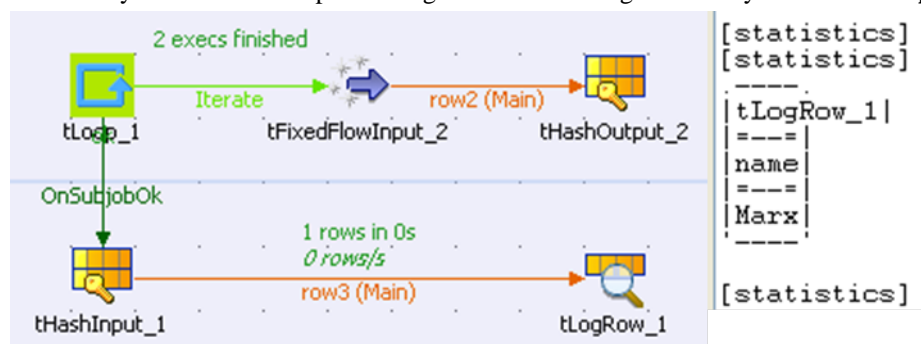 2 execs finished
Iterate
row2 (Main)
tLoop_1
tFixedFlowInput_2
tHashOutput_2
OnSubjobOk
1 rows in 0s
0 rows/s
row3 (Main)
tHashInput_1
tLogRow_1
[statistics]
[statistics]
.----.
|tLogRow_1|
|=---=|
|name|
|=---=|
|Marx|
'----'
[statistics]